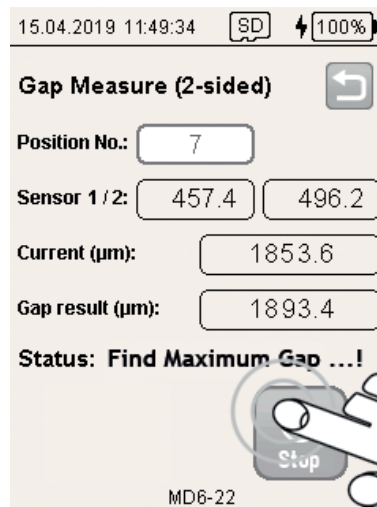 15.04.2019 11:49:34 SD 100%
Gap Measure (2-sided)
Position No.: 7
Sensor 1 / 2: 457.4 496.2
Current (µm): 1853.6
Gap result (µm): 1893.4
Status: Find Maximum Gap ...!
Stop
MD6-22